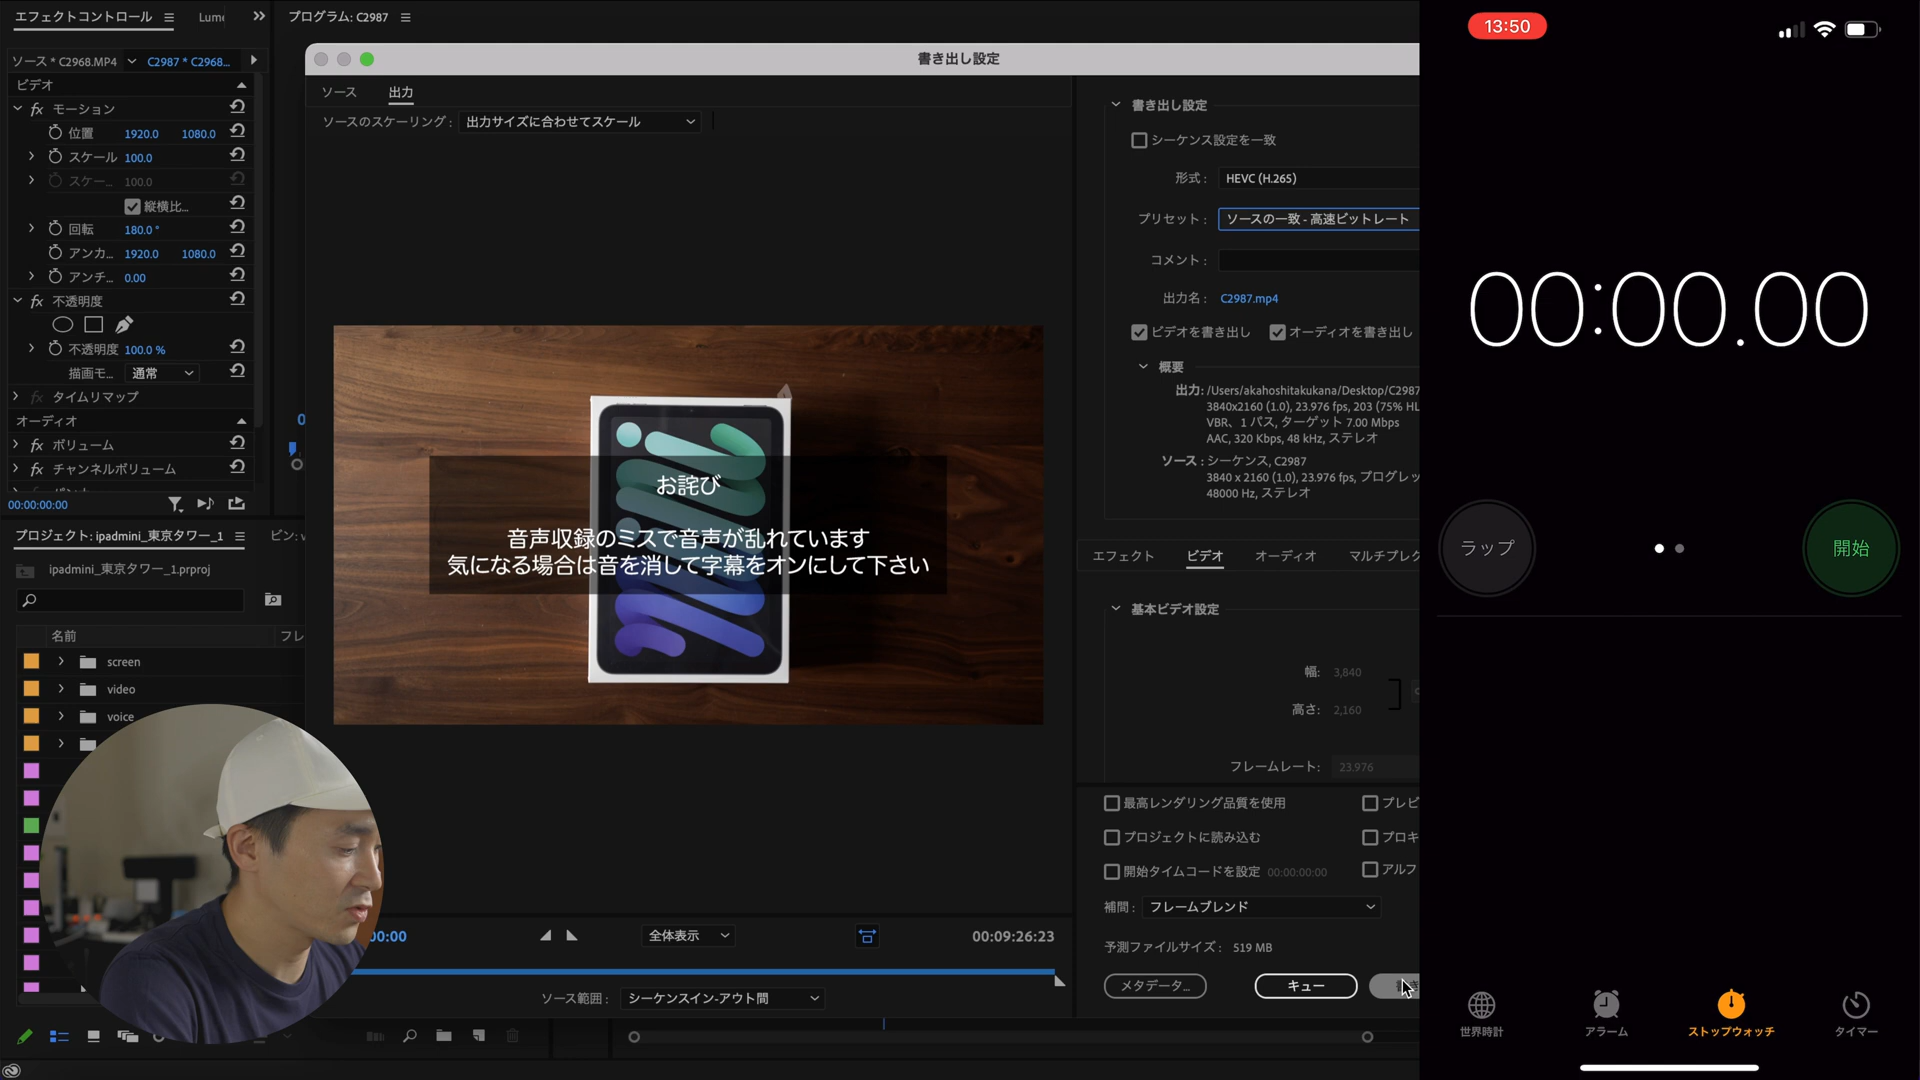 エフェクトコントロール
プログラム: C2987
ソース * C2968.MP4
C2987 * C2968...
ビデオ
fx モーション
位置 1920.0 1080.0
スケール 100.0
スケー... 100.0
縦横比...
回転 180.0 °
アンカ... 1920.0 1080.0
アンチ... 0.00
fx 不透明度
不透明度 100.0 %
描画モ... 通常
fx タイムリマップ
オーディオ
fx ボリューム
fx チャンネルボリューム
00:00:00:00
プロジェクト: ipadmini_東京タワー_1
ipadmini_東京タワー_1.prproj
名前
フレ
screen
video
voice
書き出し設定
ソース
出力
ソースのスケーリング : 出力サイズに合わせてスケール
お詫び
音声収録のミスで音声が乱れています
気になる場合は音を消して字幕をオンにして下さい
全体表示
00:09:26:23
ソース範囲 : シーケンスイン-アウト間
書き出し設定
シーケンス設定を一致
形式 : HEVC (H.265)
プリセット : ソースの一致 - 高速ビットレート
コメント :
出力名 : C2987.mp4
ビデオを書き出し
オーディオを書き出し
概要
出力: /Users/akahoshitakukana/Desktop/C2987
3840x2160 (1.0), 23.976 fps, 203 (75% HL
VBR、1 パス, ターゲット 7.00 Mbps
AAC, 320 Kbps, 48 kHz, ステレオ
ソース : シーケンス, C2987
3840 x 2160 (1.0), 23.976 fps, プログレッ
48000 Hz, ステレオ
エフェクト
ビデオ
オーディオ
マルチプレク
基本ビデオ設定
幅: 3,840
高さ: 2,160
フレームレート: 23.976
最高レンダリング品質を使用
プレビ
プロジェクトに読み込む
プロキ
開始タイムコードを設定 00:00:00:00
アルフ
補間 : フレームブレンド
予測ファイルサイズ : 519 MB
メタデータ...
キュー
13:50
00:00.00
ラップ
開始
世界時計
アラーム
ストップウォッチ
タイマー